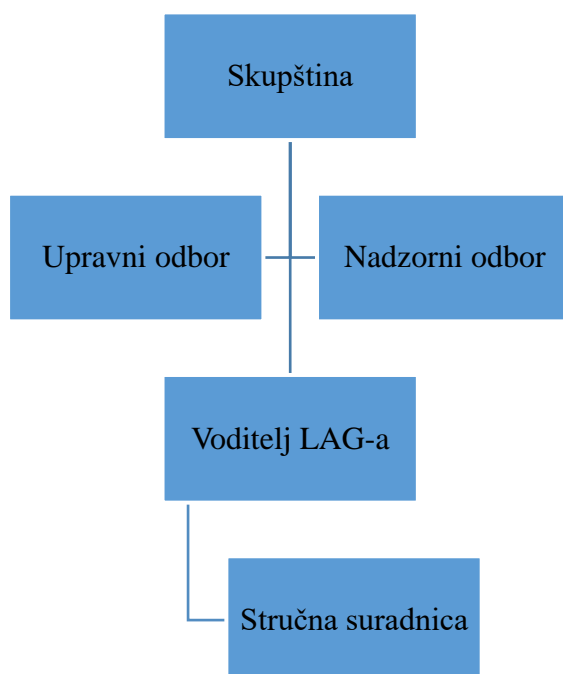 Skupština
Upravni odbor
Nadzorni odbor
Voditelj LAG-a
Stručna suradnica